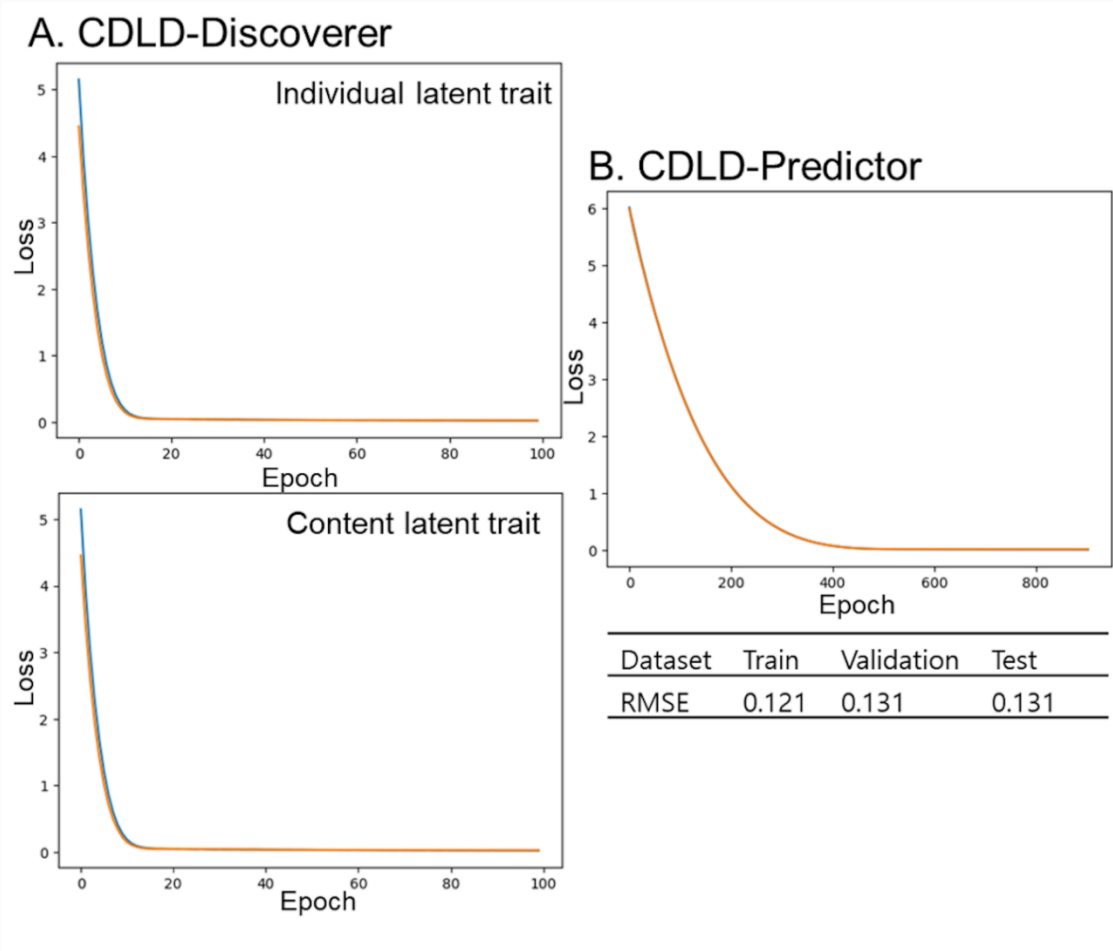 A. CDLD-Discoverer
Individual latent trait
5
4
3
2
1
0
Loss
0 20 40 60 80 100
Epoch
Content latent trait
5
4
3
2
1
0
Loss
0 20 40 60 80 100
Epoch
B. CDLD-Predictor
6
5
4
3
2
1
0
Loss
0 200 400 600 800
Epoch
Dataset Train Validation Test
RMSE 0.121 0.131 0.131